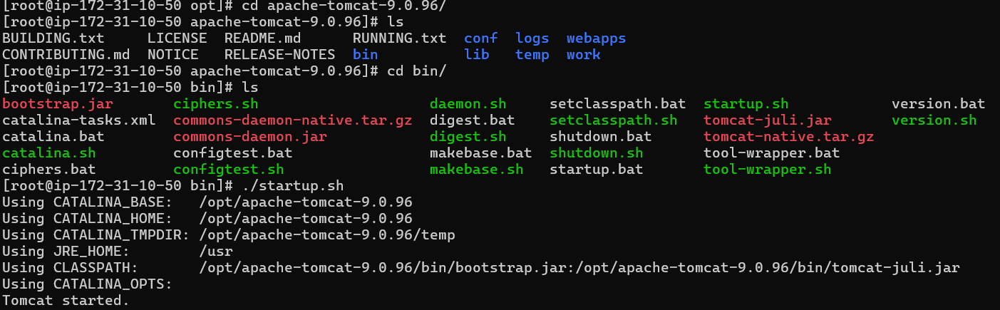 [root@ip-172-31-10-50 opt]# cd apache-tomcat-9.0.96/
[root@ip-172-31-10-50 apache-tomcat-9.0.96]# ls
BUILDING.txt     LICENSE  README.md      RUNNING.txt  conf  logs  webapps
CONTRIBUTING.md  NOTICE   RELEASE-NOTES  bin          lib   temp  work
[root@ip-172-31-10-50 apache-tomcat-9.0.96]# cd bin/
[root@ip-172-31-10-50 bin]# ls
bootstrap.jar       ciphers.sh                    daemon.sh     setclasspath.bat  startup.sh            version.bat
catalina-tasks.xml  commons-daemon-native.tar.gz  digest.bat    setclasspath.sh   tomcat-juli.jar       version.sh
catalina.bat        commons-daemon.jar            digest.sh     shutdown.bat      tomcat-native.tar.gz
catalina.sh         configtest.bat                makebase.bat  shutdown.sh       tool-wrapper.bat
ciphers.bat         configtest.sh                 makebase.sh   startup.bat       tool-wrapper.sh
[root@ip-172-31-10-50 bin]# ./startup.sh
Using CATALINA_BASE:   /opt/apache-tomcat-9.0.96
Using CATALINA_HOME:   /opt/apache-tomcat-9.0.96
Using CATALINA_TMPDIR: /opt/apache-tomcat-9.0.96/temp
Using JRE_HOME:        /usr
Using CLASSPATH:       /opt/apache-tomcat-9.0.96/bin/bootstrap.jar:/opt/apache-tomcat-9.0.96/bin/tomcat-juli.jar
Using CATALINA_OPTS:
Tomcat started.